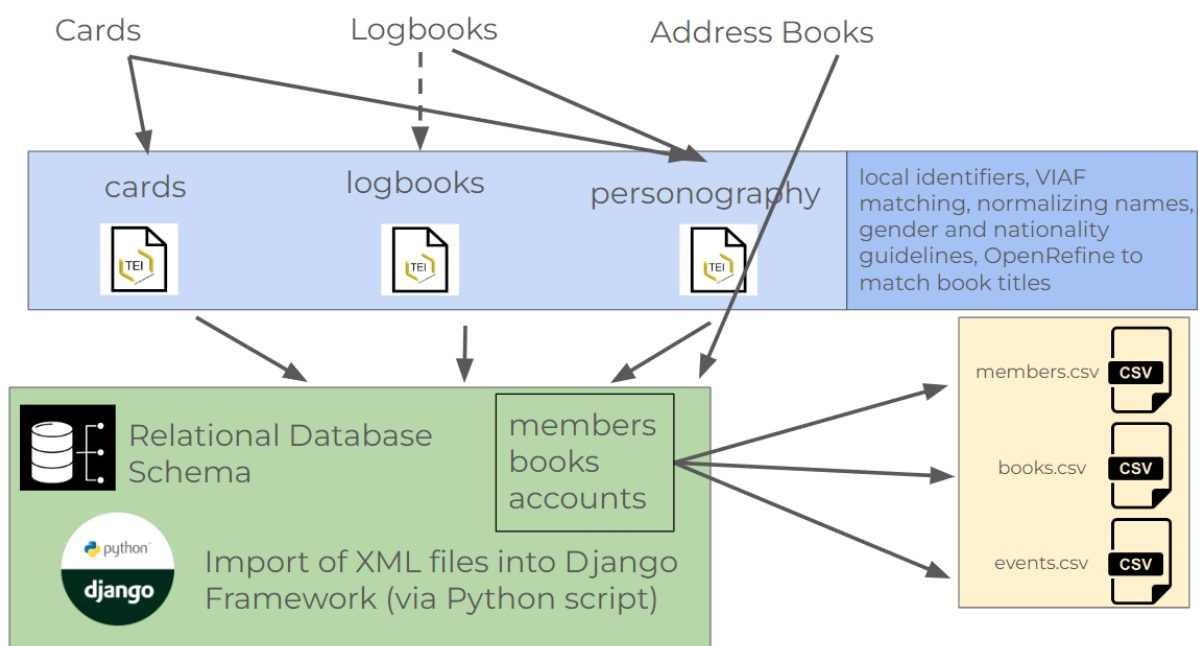 Cards
Logbooks
Address Books
cards
logbooks
personography
TEI
TEI
TEI
local identifiers, VIAF
matching, normalizing names,
gender and nationality
guidelines, OpenRefine to
match book titles
Relational Database
Schema
members
books
accounts
python
django
Import of XML files into Django
Framework (via Python script)
members.csv
CSV
books.csv
CSV
events.csv
CSV